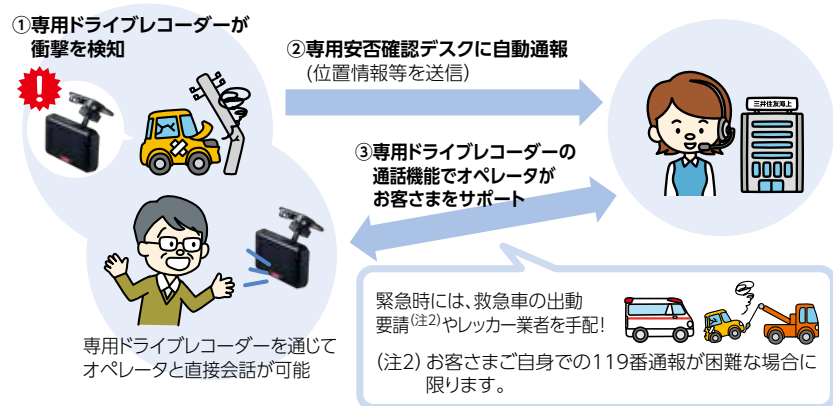 ①専用ドライブレコーダーが
衝撃を検知
②専用安否確認デスクに自動通報
(位置情報等を送信)
三井住友海上
③専用ドライブレコーダーの
通話機能でオペレータが
お客さまをサポート
専用ドライブレコーダーを通じて
オペレータと直接会話が可能
緊急時には、救急車の出動
要請(注2)やレッカー業者を手配!
(注2)お客さまご自身での119番通報が困難な場合に
限ります。